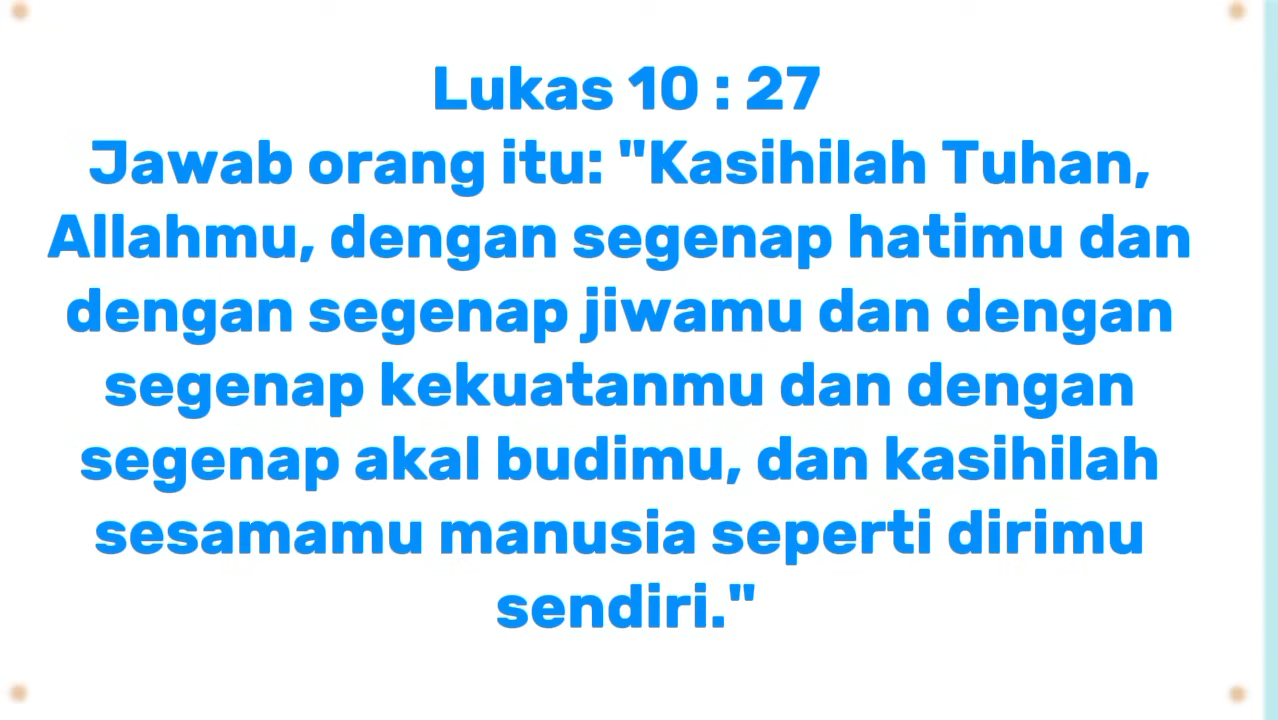 Lukas 10 : 27
Jawab orang itu: "Kasihilah Tuhan,
Allahmu, dengan segenap hatimu dan
dengan segenap jiwamu dan dengan
segenap kekuatanmu dan dengan
segenap akal budimu, dan kasihilah
sesamamu manusia seperti dirimu
sendiri."